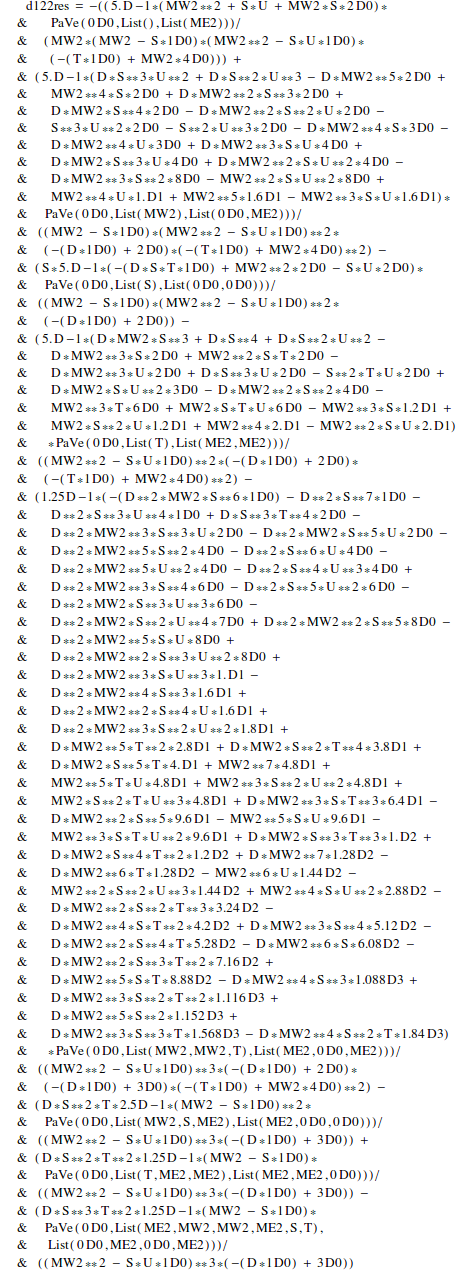 d122res = −((5.D−1*(MW2**2 + S*U + MW2*S*2D0)*
& PaVe(0D0,List(),List(ME2)))/
& (MW2*(MW2 − S*1D0)*(MW2**2 − S*U*1D0)*
& (−(T*1D0) + MW2*4D0))) +
& (5.D−1*(D*S**3*U**2 + D*S**2*U**3 − D*MW2**5*2D0 +
& MW2**4*S*2D0 + D*MW2**2*S**3*2D0 +
& D*MW2*S**4*2D0 − D*MW2**2*S**2*U*2D0 −
& S**3*U**2*2D0 − S**2*U**3*2D0 − D*MW2**4*S*3D0 −
& D*MW2**4*U*3D0 + D*MW2**3*S*U*4D0 +
& D*MW2*S**3*U*4D0 + D*MW2**2*S*U**2*4D0 −
& D*MW2**3*S**2*8D0 − MW2**2*S*U**2*8D0 +
& MW2**4*U*1.D1 + MW2**5*1.6D1 − MW2**3*S*U*1.6D1)*
& PaVe(0D0,List(MW2),List(0D0,ME2)))/
& ((MW2 − S*1D0)*(MW2**2 − S*U*1D0)**2*
& (−(D*1D0) + 2D0)*(−(T*1D0) + MW2*4D0)**2) −
& (S*5.D−1*(−(D*S*T*1D0) + MW2**2*2D0 − S*U*2D0)*
& PaVe(0D0,List(S),List(0D0,0D0)))/
& ((MW2 − S*1D0)*(MW2**2 − S*U*1D0)**2*
& (−(D*1D0) + 2D0)) −
& (5.D−1*(D*MW2*S**3 + D*S**4 + D*S**2*U**2 −
& D*MW2**3*S*2D0 + MW2**2*S*T*2D0 −
& D*MW2**3*U*2D0 + D*S**3*U*2D0 − S**2*T*U*2D0 +
& D*MW2*S*U**2*3D0 − D*MW2**2*S**2*4D0 −
& MW2**3*T*6D0 + MW2*S*T*U*6D0 − MW2**3*S*1.2D1 +
& MW2*S**2*U*1.2D1 + MW2**4*2.D1 − MW2**2*S*U*2.D1)
& *PaVe(0D0,List(T),List(ME2,ME2)))/
& ((MW2**2 − S*U*1D0)**2*(−(D*1D0) + 2D0)*
& (−(T*1D0) + MW2*4D0)**2) −
& (1.25D−1*(−(D**2*MW2*S**6*1D0) − D**2*S**7*1D0 −
& D**2*S**3*U**4*1D0 + D*S**3*T**4*2D0 −
& D**2*MW2**3*S**3*U*2D0 − D**2*MW2*S**5*U*2D0 −
& D**2*MW2**5*S**2*4D0 − D**2*S**6*U*4D0 −
& D**2*MW2**5*U**2*4D0 − D**2*S**4*U**3*4D0 +
& D**2*MW2**3*S**4*6D0 − D**2*S**5*U**2*6D0 −
& D**2*MW2*S**3*U**3*6D0 −
& D**2*MW2*S**2*U**4*7D0 + D**2*MW2**2*S**5*8D0 −
& D**2*MW2**5*S*U*8D0 +
& D**2*MW2**2*S**3*U**2*8D0 +
& D**2*MW2**3*S*U**3*1.D1 −
& D**2*MW2**4*S**3*1.6D1 +
& D**2*MW2**2*S**4*U*1.6D1 +
& D**2*MW2**3*S**2*U**2*1.8D1 +
& D*MW2**5*T**2*2.8D1 + D*MW2*S**2*T**4*3.8D1 +
& D*MW2*S**5*T*4.D1 + MW2**7*4.8D1 +
& MW2**5*T*U*4.8D1 + MW2**3*S**2*U**2*4.8D1 +
& MW2*S**2*T*U**3*4.8D1 + D*MW2**3*S*T**3*6.4D1 −
& D*MW2**2*S**5*9.6D1 − MW2**5*S*U*9.6D1 −
& MW2**3*S*T*U**2*9.6D1 + D*MW2*S**3*T**3*1.D2 +
& D*MW2*S**4*T**2*1.2D2 + D*MW2**7*1.28D2 −
& D*MW2**6*T*1.28D2 − MW2**6*U*1.44D2 −
& MW2**2*S**2*U**3*1.44D2 + MW2**4*S*U**2*2.88D2 −
& D*MW2**2*S**2*T**3*3.24D2 −
& D*MW2**4*S*T**2*4.2D2 + D*MW2**3*S**4*5.12D2 −
& D*MW2**2*S**4*T*5.28D2 − D*MW2**6*S*6.08D2 −
& D*MW2**2*S**3*T**2*7.16D2 +
& D*MW2**5*S*T*8.88D2 − D*MW2**4*S**3*1.088D3 +
& D*MW2**3*S**2*T**2*1.116D3 +
& D*MW2**5*S**2*1.152D3 +
& D*MW2**3*S**3*T*1.568D3 − D*MW2**4*S**2*T*1.84D3)
& *PaVe(0D0,List(MW2,MW2,T),List(ME2,0D0,ME2)))/
& ((MW2**2 − S*U*1D0)**3*(−(D*1D0) + 2D0)*
& (−(D*1D0) + 3D0)*(−(T*1D0) + MW2*4D0)**2) −
& (D*S**2*T*2.5D−1*(MW2 − S*1D0)**2*
& PaVe(0D0,List(MW2,S,ME2),List(ME2,0D0,0D0)))/
& ((MW2**2 − S*U*1D0)**3*(−(D*1D0) + 3D0)) +
& (D*S**2*T**2*1.25D−1*(MW2 − S*1D0)*
& PaVe(0D0,List(T,ME2,ME2),List(ME2,ME2,0D0)))/
& ((MW2**2 − S*U*1D0)**3*(−(D*1D0) + 3D0)) −
& (D*S**3*T**2*1.25D−1*(MW2 − S*1D0)*
& PaVe(0D0,List(ME2,MW2,MW2,ME2,S,T),
& List(0D0,ME2,0D0,ME2)))/
& ((MW2**2 − S*U*1D0)**3*(−(D*1D0) + 3D0))